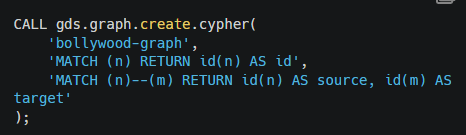 CALL gds.graph.create.cypher(
    'bollywood-graph',
    'MATCH (n) RETURN id(n) AS id',
    'MATCH (n)--(m) RETURN id(n) AS source, id(m) AS
target'
);